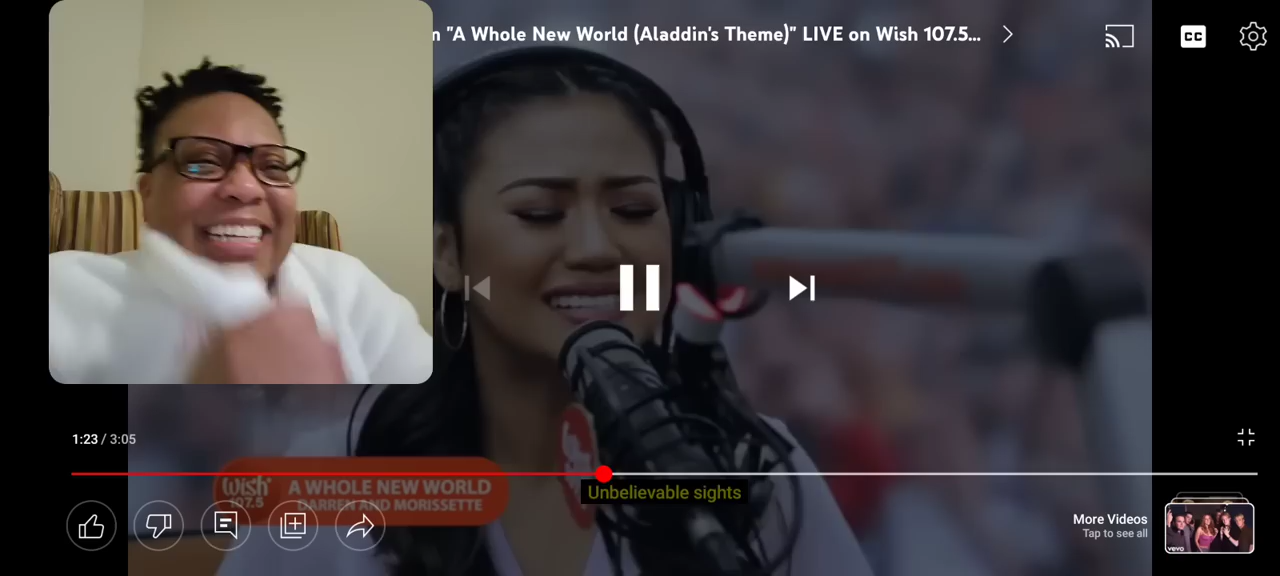 n "A Whole New World (Aladdin's Theme)" LIVE on Wish 107.5...
CC
1:23 / 3:05
wish
107.5
A WHOLE NEW WORLD
DARREN AND MORISSETTE
Unbelievable sights
More Videos
Tap to see all
vevo